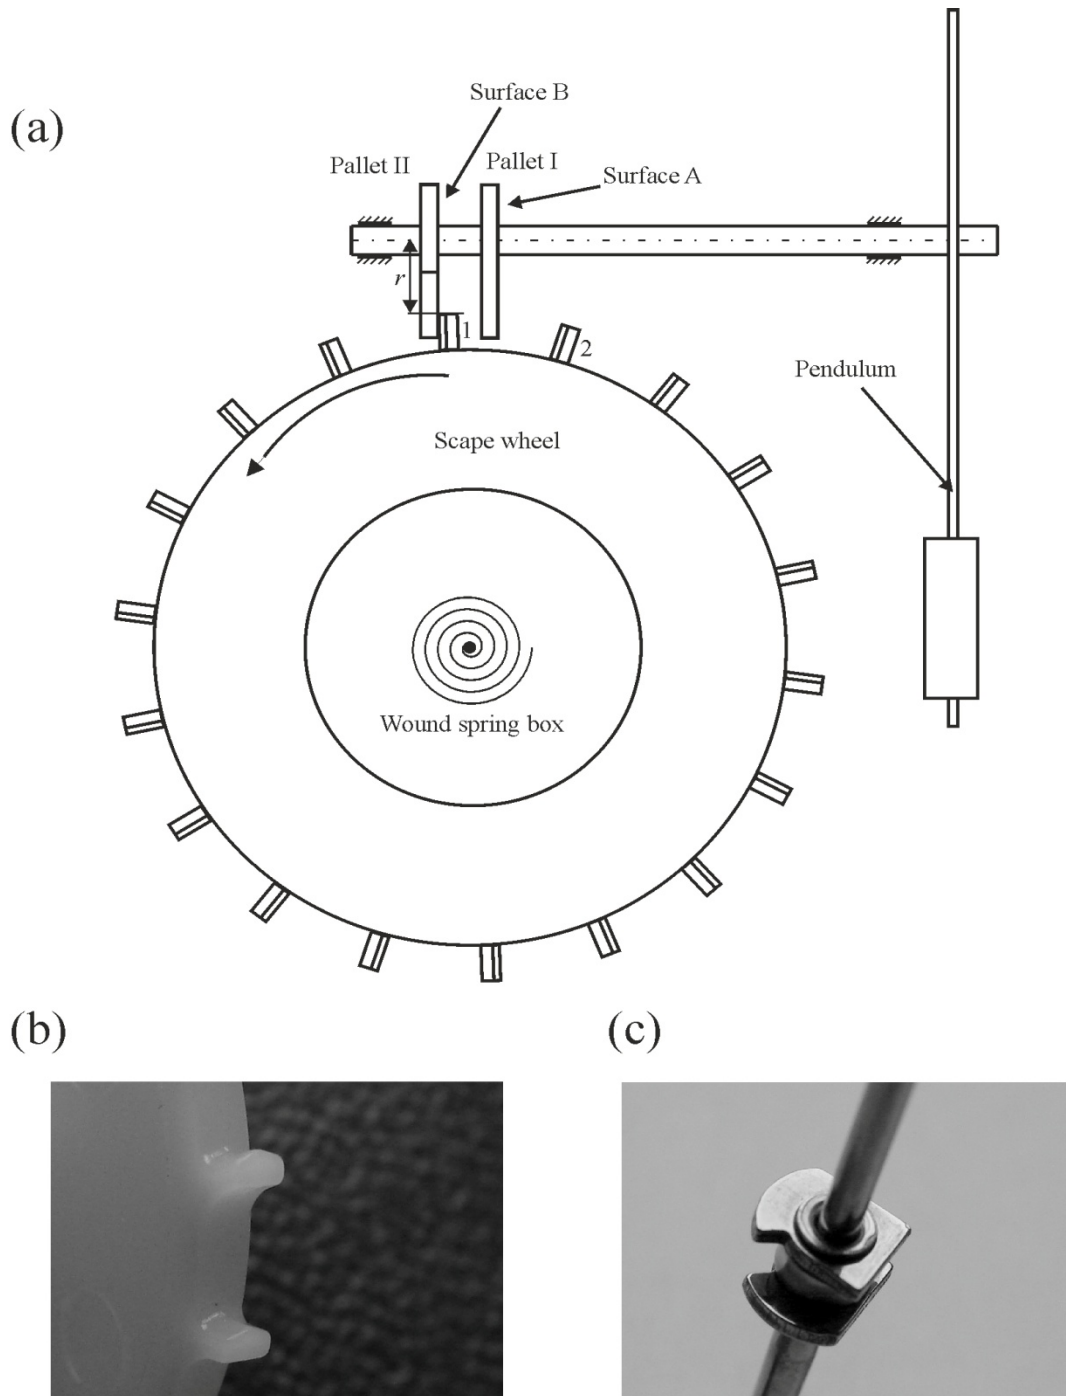 (a)
Surface B
Pallet II
Pallet I
Surface A
r
1
2
Pendulum
Scape wheel
Wound spring box
(b)
(c)